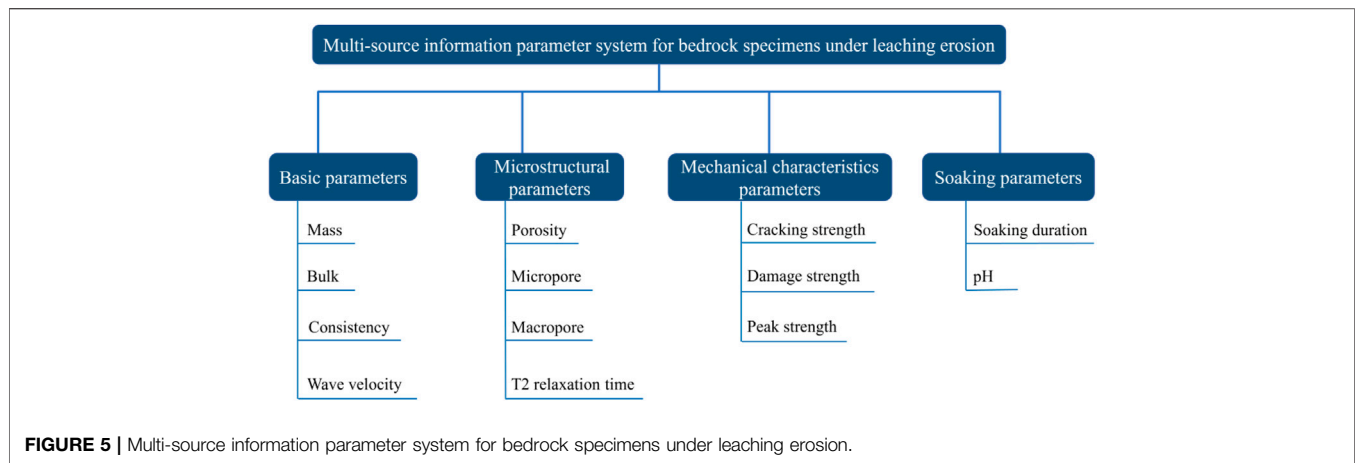 Multi-source information parameter system for bedrock specimens under leaching erosion
Basic parameters
Mass
Bulk
Consistency
Wave velocity
Microstructural
parameters
Porosity
Micropore
Macropore
T2 relaxation time
Mechanical characteristics
parameters
Cracking strength
Damage strength
Peak strength
Soaking parameters
Soaking duration
pH
FIGURE 5 | Multi-source information parameter system for bedrock specimens under leaching erosion.